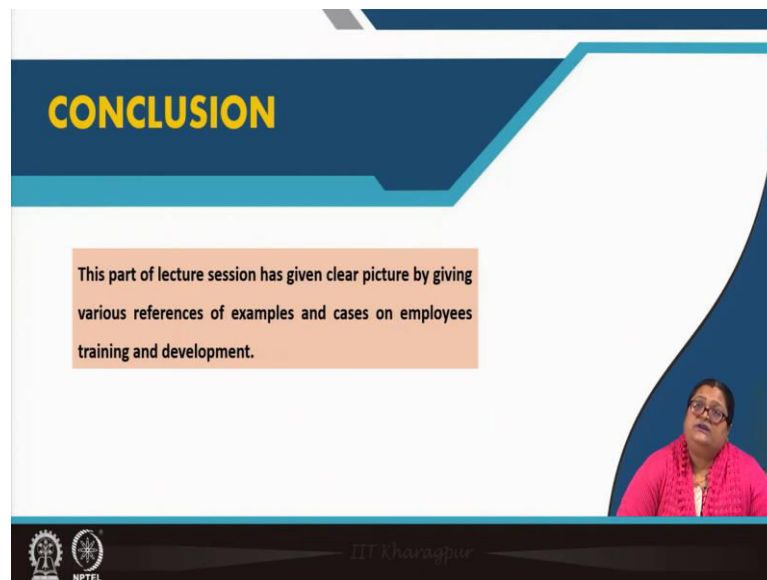 CONCLUSION
This part of lecture session has given clear picture by giving
various references of examples and cases on employees
training and development.
IIT Kharagpur
NPTEL